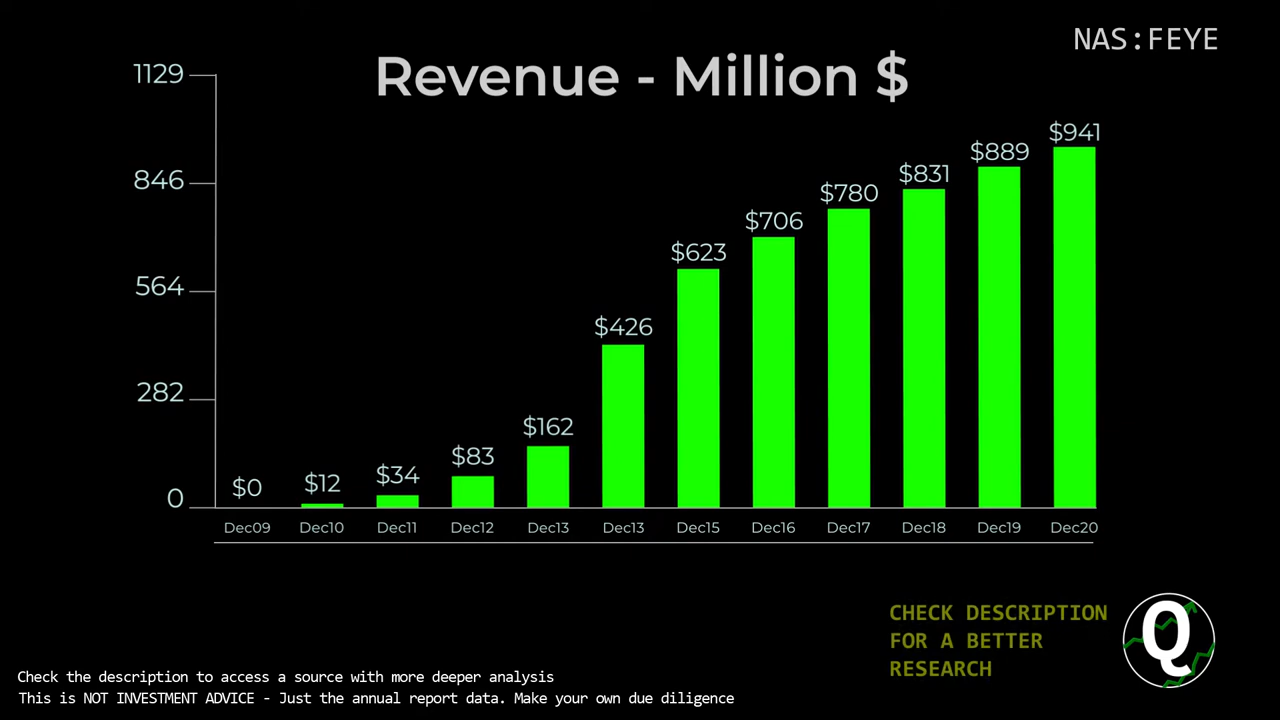 NAS:FEYE
Revenue - Million $
1129
846
564
282
0
$0
$12
$34
$83
$162
$426
$623
$706
$780
$831
$889
$941
Dec09 Dec10 Dec11 Dec12 Dec13 Dec13 Dec15 Dec16 Dec17 Dec18 Dec19 Dec20
CHECK DESCRIPTION
FOR A BETTER
RESEARCH
Q
Check the description to access a source with more deeper analysis
This is NOT INVESTMENT ADVICE - Just the annual report data. Make your own due diligence